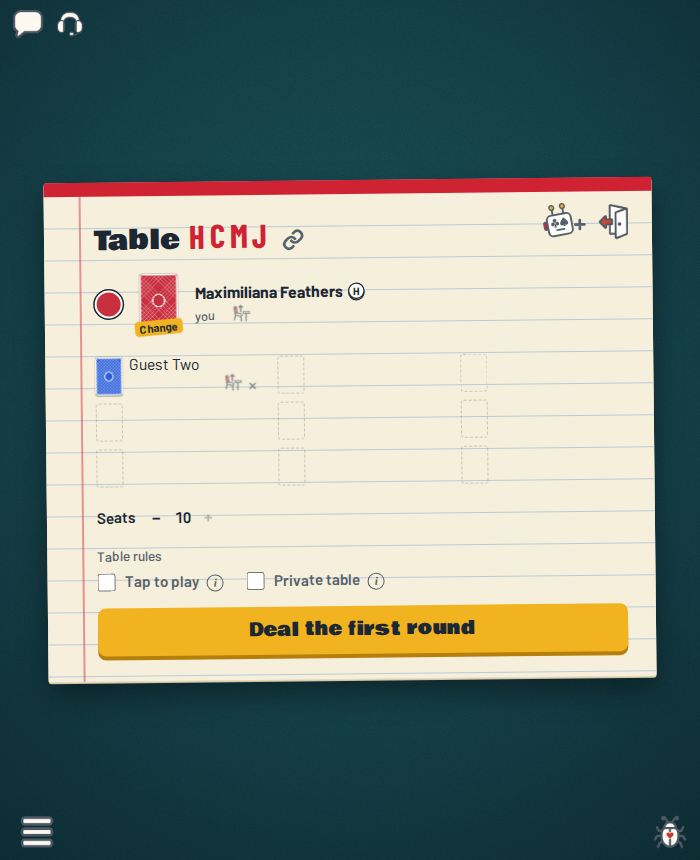 Table HCMJ
Maximiliana Feathers H
you
Change
Guest Two
×
Seats – 10 +
Table rules
Tap to play i Private table i
Deal the first round